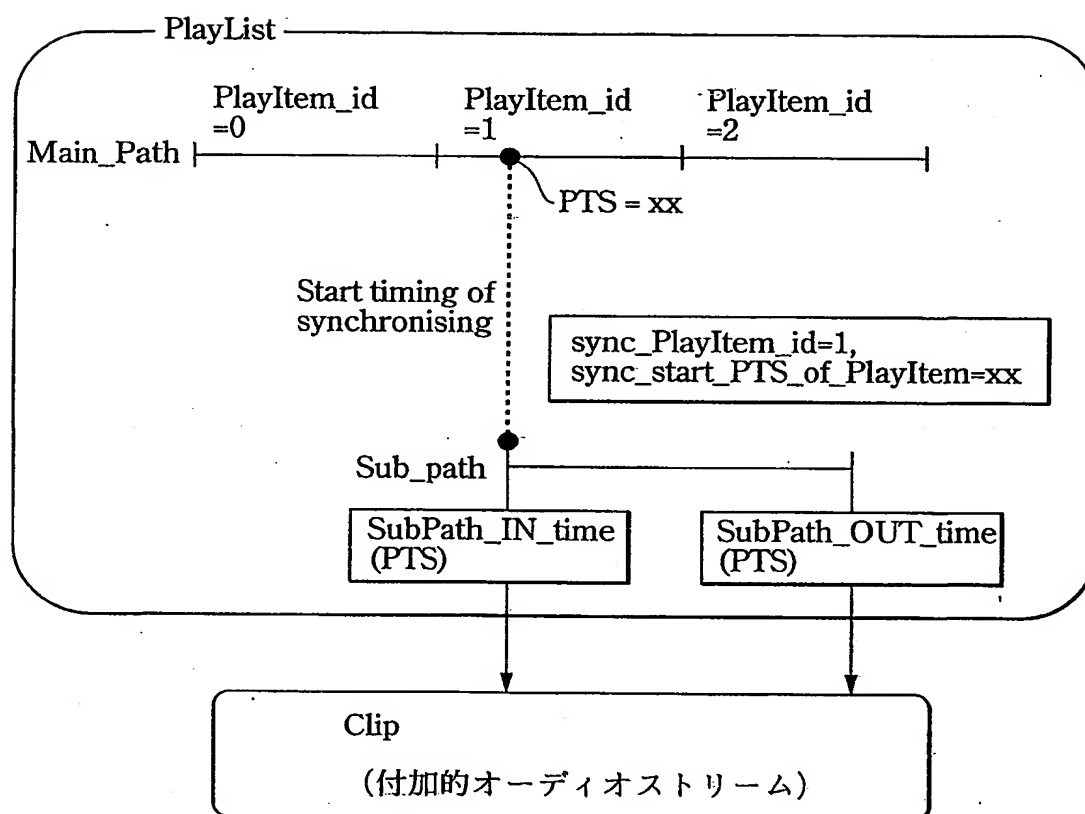 PlayList
PlayItem_id
=0
PlayItem_id
=1
PlayItem_id
=2
Main_Path
PTS = xx
Start timing of
synchronising
sync_PlayItem_id=1,
sync_start_PTS_of_PlayItem=xx
Sub_path
SubPath_IN_time
(PTS)
SubPath_OUT_time
(PTS)
Clip
(付加的オーディオストリーム)